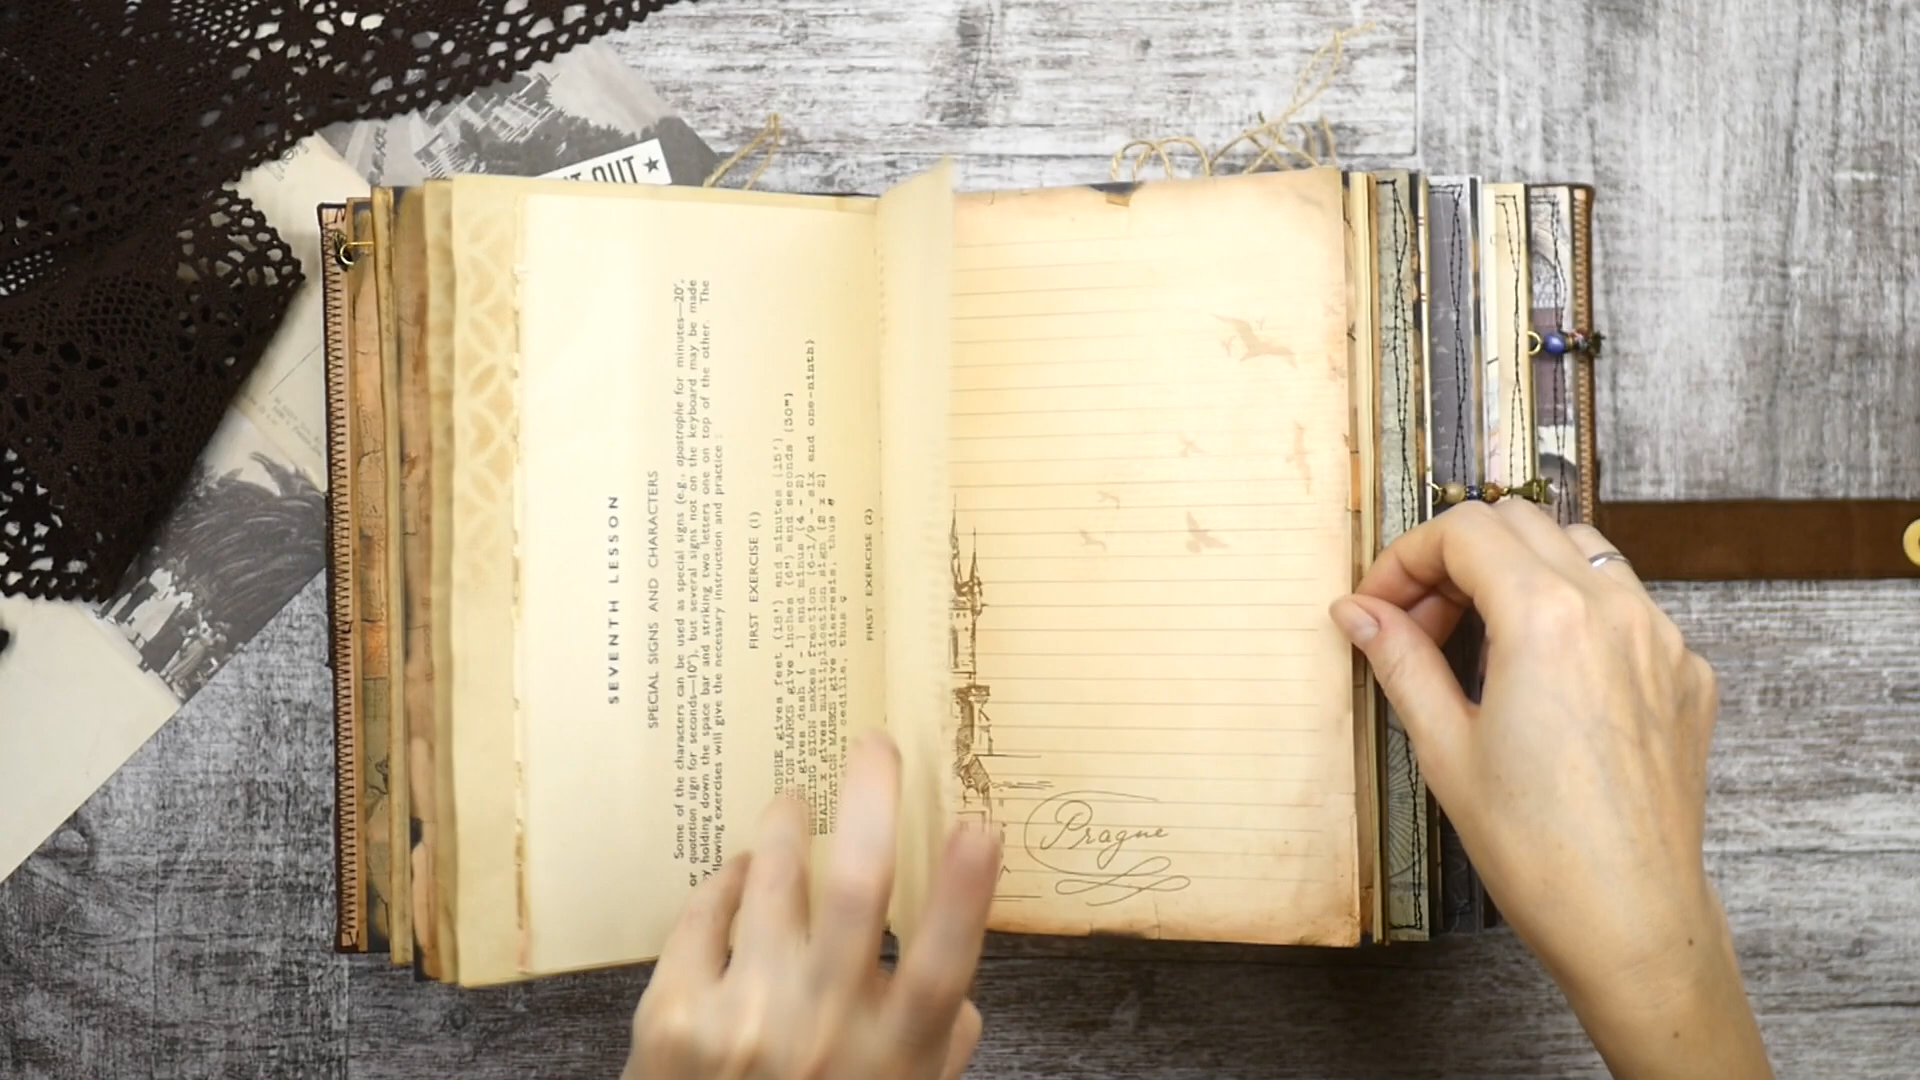 OUT
SEVENTH LESSON
SPECIAL SIGNS AND CHARACTERS
Some of the characters can be used as special signs (e.g., apostrophe for minutes—20',
or quotation sign for seconds—10"), but several signs not on the keyboard may be made
by holding down the space bar and striking two letters one on top of the other. The
following exercises will give the necessary instruction and practice :
FIRST EXERCISE (1)
gives feet (18') and minutes (15')
MARKS give inches (6") and seconds (30")
gives dash ( - ) and minus (4 - 2)
SHILLING SIGN makes fraction (6-1/9 - six and one-ninth)
SMALL x gives multiplication sign (2 x 2)
QUOTATION MARKS give diaeresis, thus
gives cedilla, thus
FIRST EXERCISE (2)
Prague